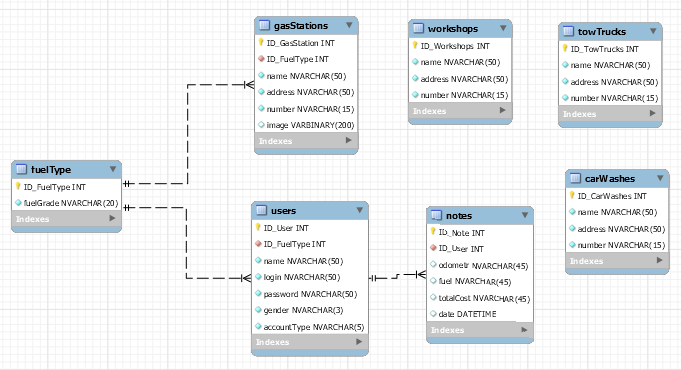 gasStations
ID_GasStation INT
ID_FuelType INT
name NVARCHAR(50)
address NVARCHAR(50)
number NVARCHAR(15)
image VARBINARY(200)
Indexes
workshops
ID_Workshops INT
name NVARCHAR(50)
address NVARCHAR(50)
number NVARCHAR(15)
Indexes
towTrucks
ID_TowTrucks INT
name NVARCHAR(50)
address NVARCHAR(50)
number NVARCHAR(15)
Indexes
fuelType
ID_FuelType INT
fuelGrade NVARCHAR(20)
Indexes
carWashes
ID_CarWashes INT
name NVARCHAR(50)
address NVARCHAR(50)
number NVARCHAR(15)
Indexes
users
ID_User INT
ID_FuelType INT
name NVARCHAR(50)
login NVARCHAR(50)
password NVARCHAR(50)
gender NVARCHAR(3)
accountType NVARCHAR(5)
Indexes
notes
ID_Note INT
ID_User INT
odometr NVARCHAR(45)
fuel NVARCHAR(45)
totalCost NVARCHAR(45)
date DATETIME
Indexes